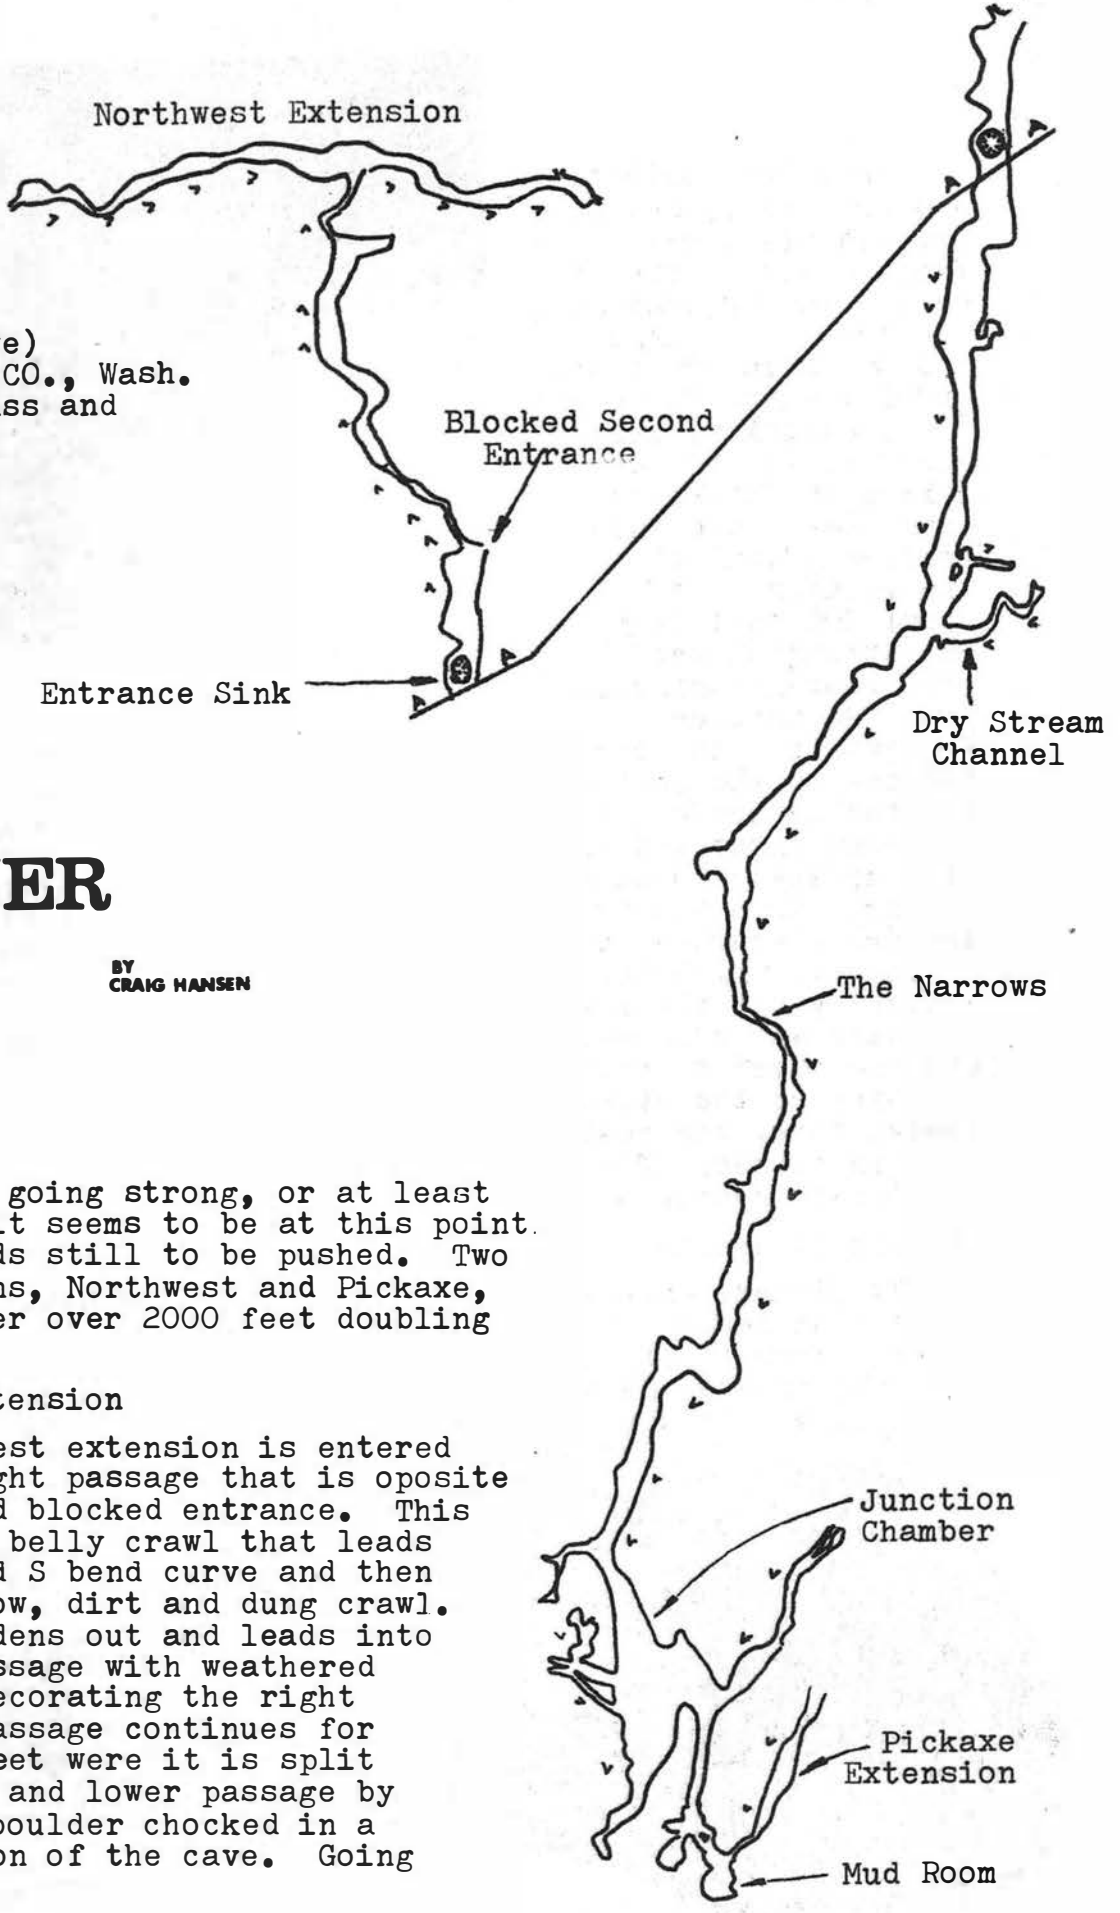 Northwest Extension
e)
CO., Wash.
ss and
Blocked Second
Entrance
A
A
A
A
Entrance Sink
Dry Stream
Channel
ER
BY
CRAIG HANSEN
The Narrows
going strong, or at least
it seems to be at this point.
ds still to be pushed. Two
ns, Northwest and Pickaxe,
er over 2000 feet doubling
tension
est extension is entered
ght passage that is oposite
d blocked entrance. This
belly crawl that leads
d S bend curve and then
ow, dirt and dung crawl.
dens out and leads into
ssage with weathered
ecorating the right
assage continues for
eet were it is split
and lower passage by
boulder chocked in a
on of the cave. Going
Junction
Chamber
Pickaxe
Extension
Mud Room